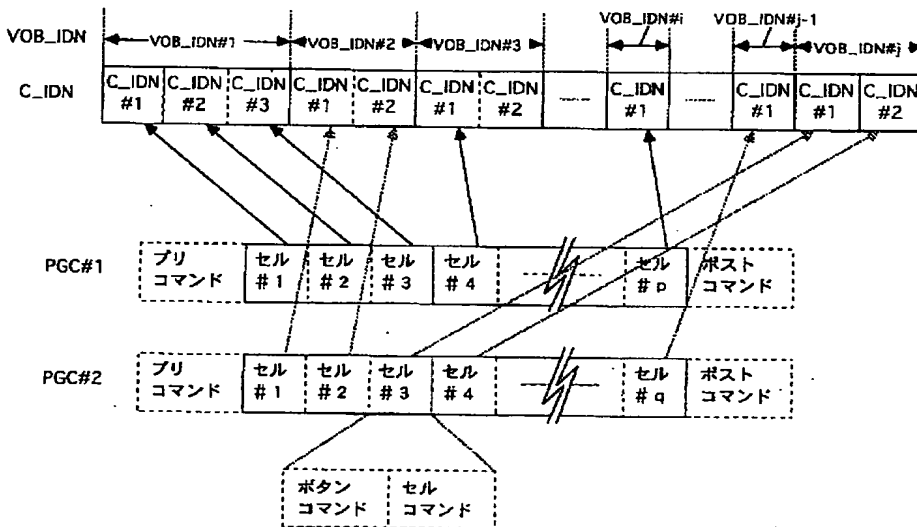 VOB_IDN
VOB_IDN#1
VOB_IDN#2
VOB_IDN#3
VOB_IDN#i
VOB_IDN#j-1
VOB_IDN#j
C_IDN
C_IDN
#1
C_IDN
#2
C_IDN
#3
C_IDN
#1
C_IDN
#2
C_IDN
#1
C_IDN
#2
C_IDN
#1
C_IDN
#1
C_IDN
#1
C_IDN
#2
PGC#1
プリ
コマンド
セル
#1
セル
#2
セル
#3
セル
#4
セル
#p
ポスト
コマンド
PGC#2
プリ
コマンド
セル
#1
セル
#2
セル
#3
セル
#4
セル
#q
ポスト
コマンド
ボタン
コマンド
セル
コマンド